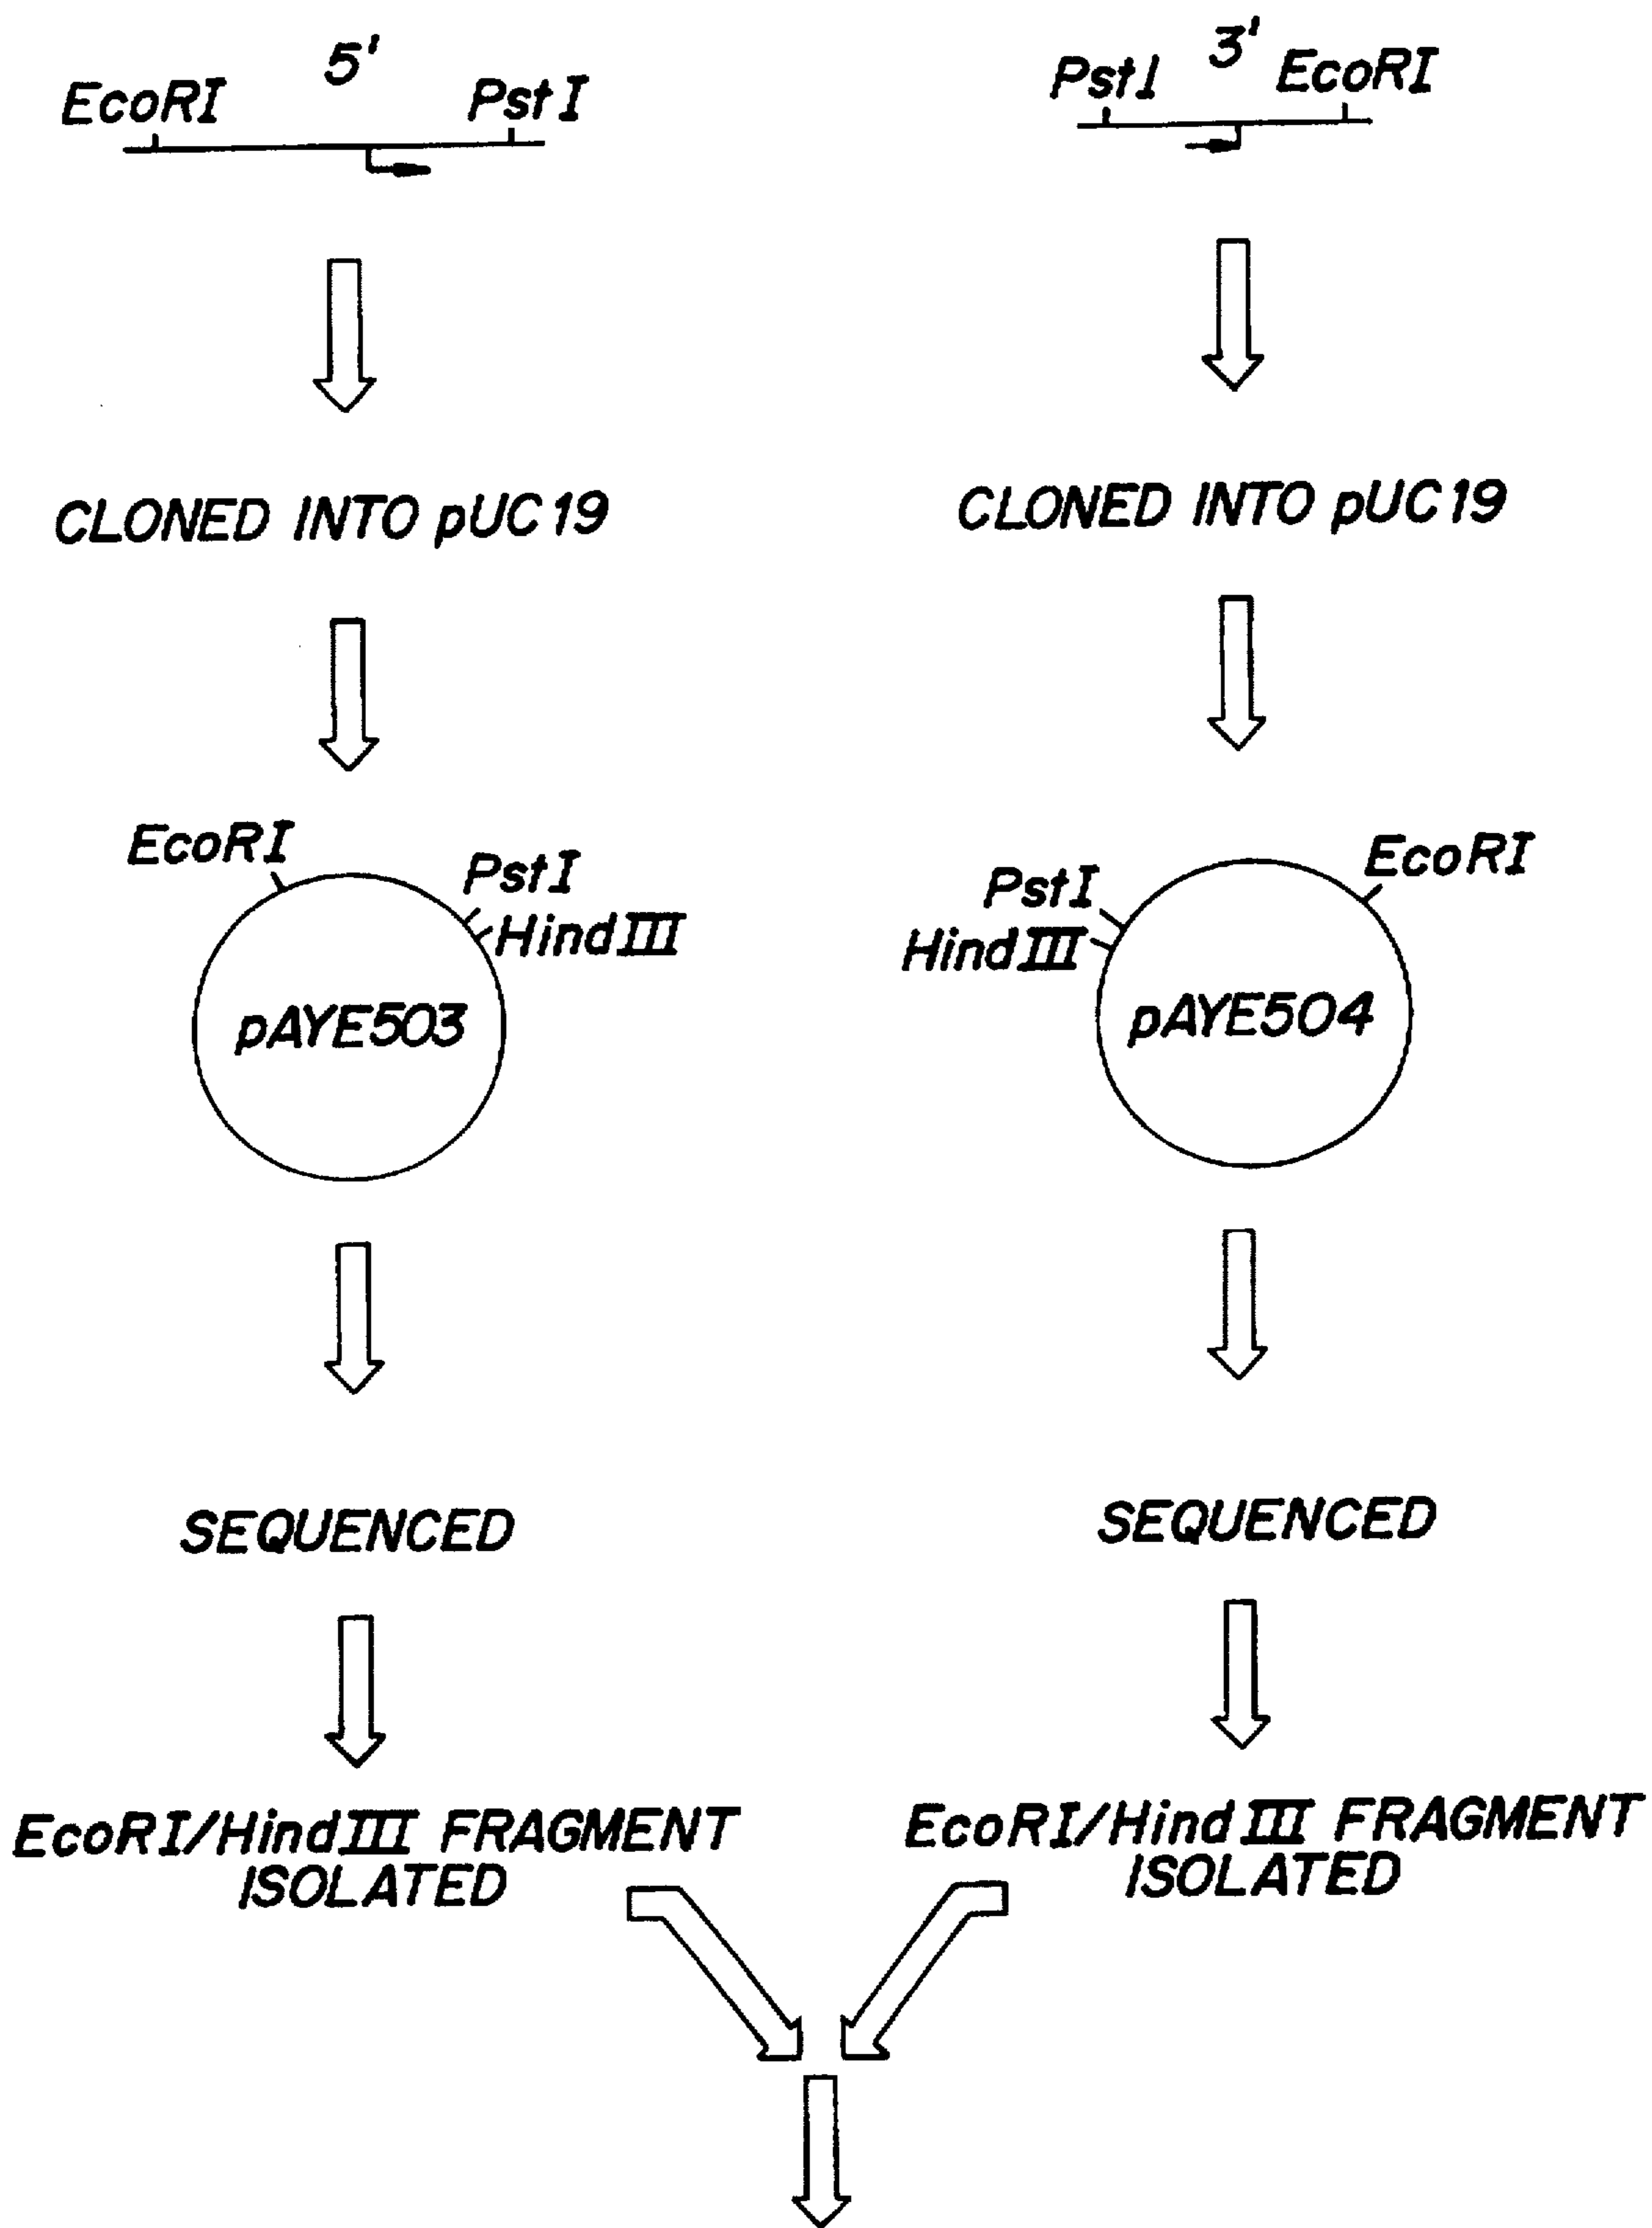 5'
EcoRI PstI
3'
PstI EcoRI
CLONED INTO pUC19
CLONED INTO pUC19
EcoRI
PstI
HindIII
pAYE503
EcoRI
PstI
HindIII
pAYE504
SEQUENCED
SEQUENCED
EcoRI/HindIII FRAGMENT
ISOLATED
EcoRI/HindIII FRAGMENT
ISOLATED